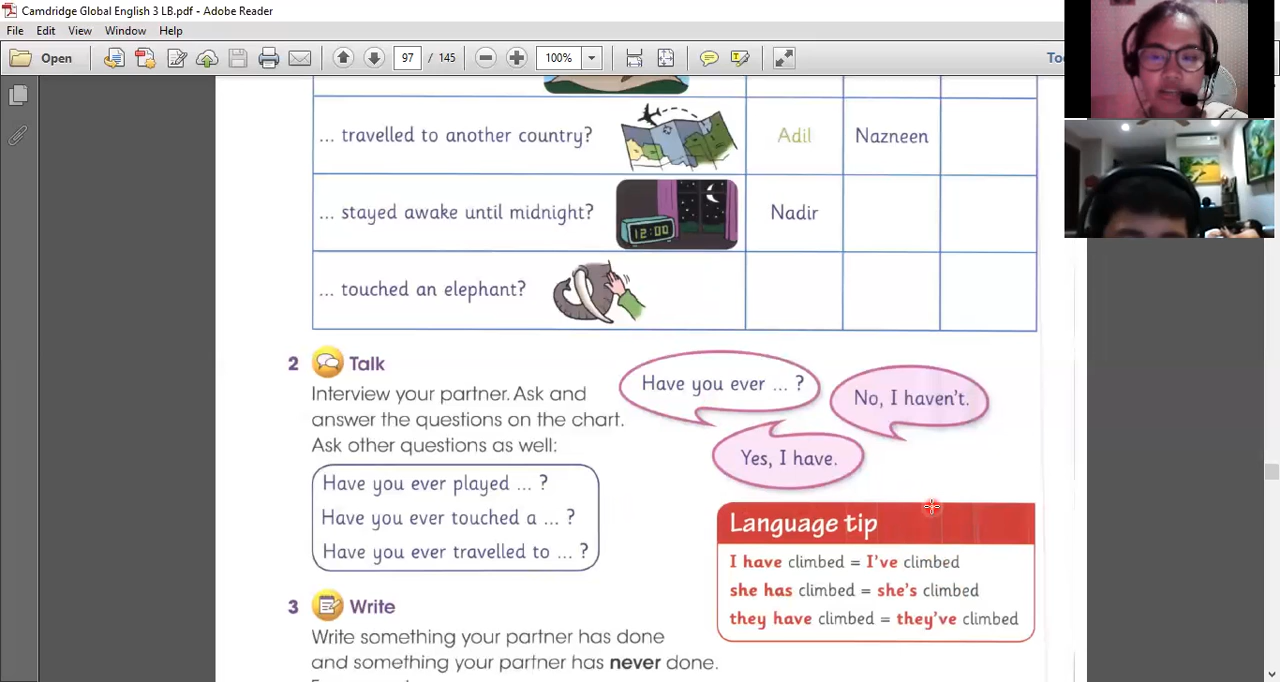 Camdridge Global English 3 LB.pdf - Adobe Reader
File Edit View Window Help
Open 97 / 145 100%
... travelled to another country? Adil Nazneen
... stayed awake until midnight? 12:00 Nadir
... touched an elephant?
2 Talk
Interview your partner. Ask and
answer the questions on the chart.
Ask other questions as well:
Have you ever played ... ?
Have you ever touched a ... ?
Have you ever travelled to ... ?
Have you ever ... ?
No, I haven't.
Yes, I have.
Language tip
I have climbed = I've climbed
she has climbed = she's climbed
they have climbed = they've climbed
3 Write
Write something your partner has done
and something your partner has never done.